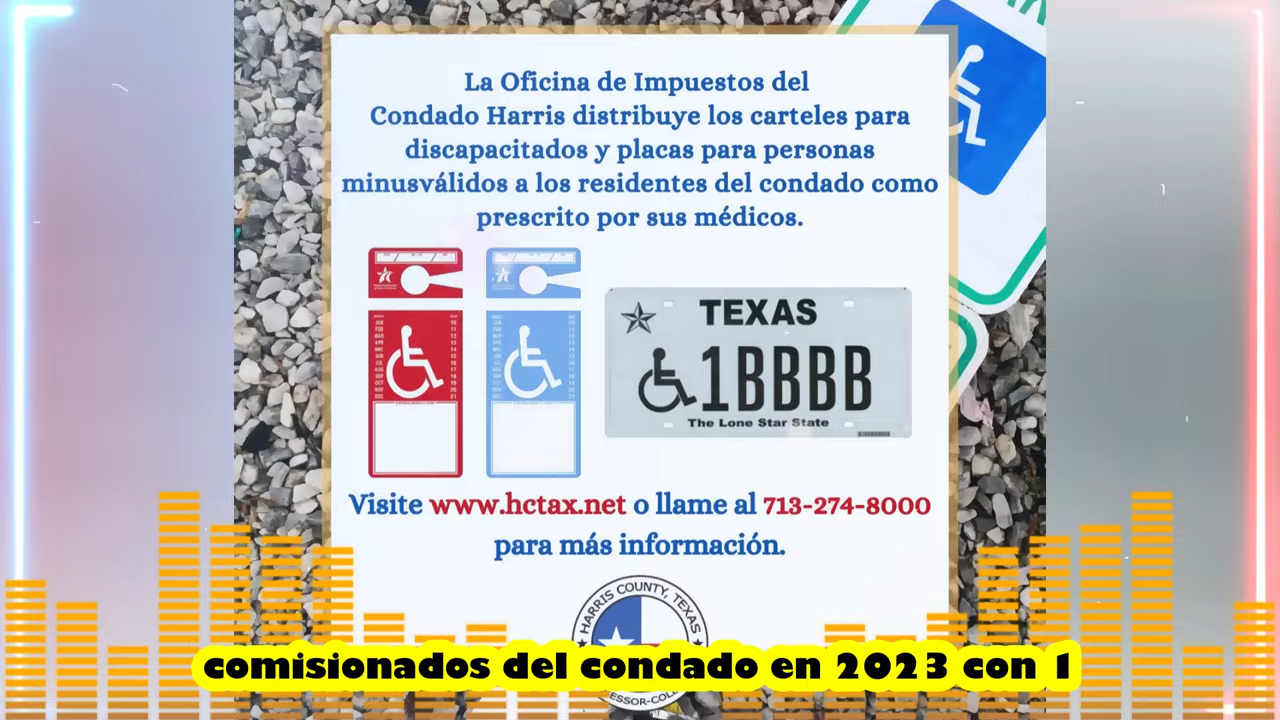 La Oficina de Impuestos del
Condado Harris distribuye los carteles para
discapacitados y placas para personas
minusválidos a los residentes del condado como
prescrito por sus médicos.
TEXAS
1BBBB
The Lone Star State
Visite www.hctax.net o llame al 713-274-8000
para más información.
HARRIS COUNTY, TEXAS
comisionados del condado en 2023 con 1